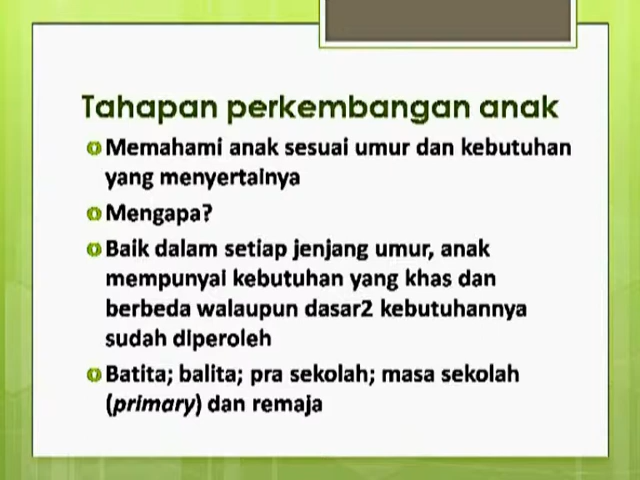 Tahapan perkembangan anak
Memahami anak sesuai umur dan kebutuhan
yang menyertainya
Mengapa?
Baik dalam setiap jenjang umur, anak
mempunyai kebutuhan yang khas dan
berbeda walaupun dasar2 kebutuhannya
sudah diperoleh
Batita; balita; pra sekolah; masa sekolah
(primary) dan remaja